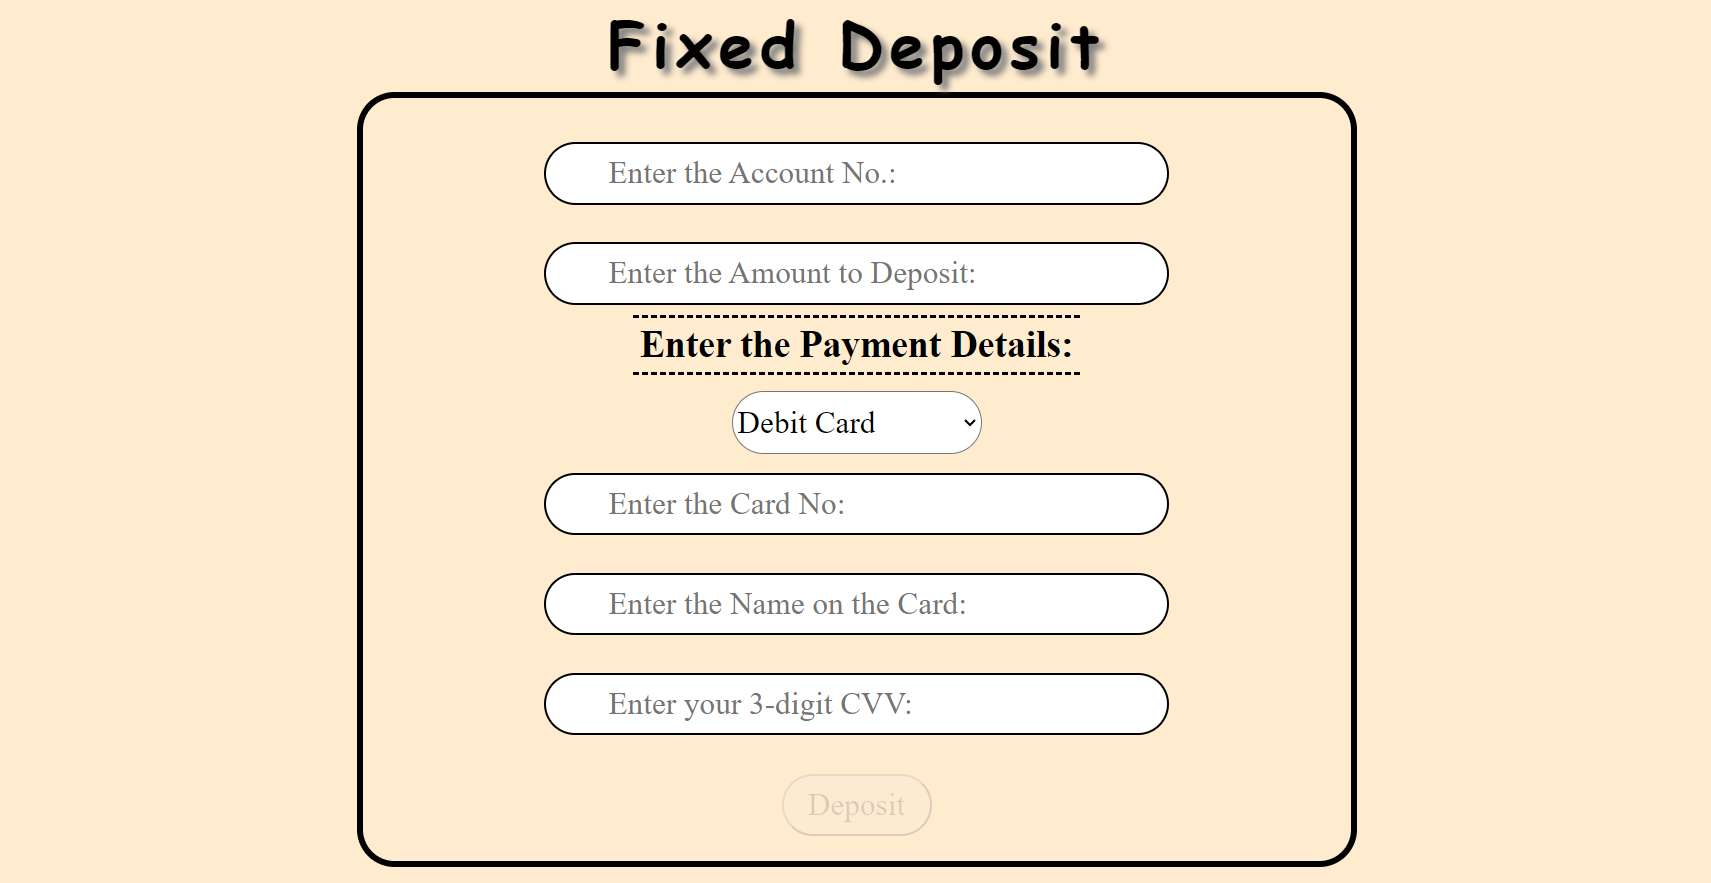 Fixed Deposit
Enter the Account No.:
Enter the Amount to Deposit:
Enter the Payment Details:
Debit Card
Enter the Card No:
Enter the Name on the Card:
Enter your 3-digit CVV:
Deposit